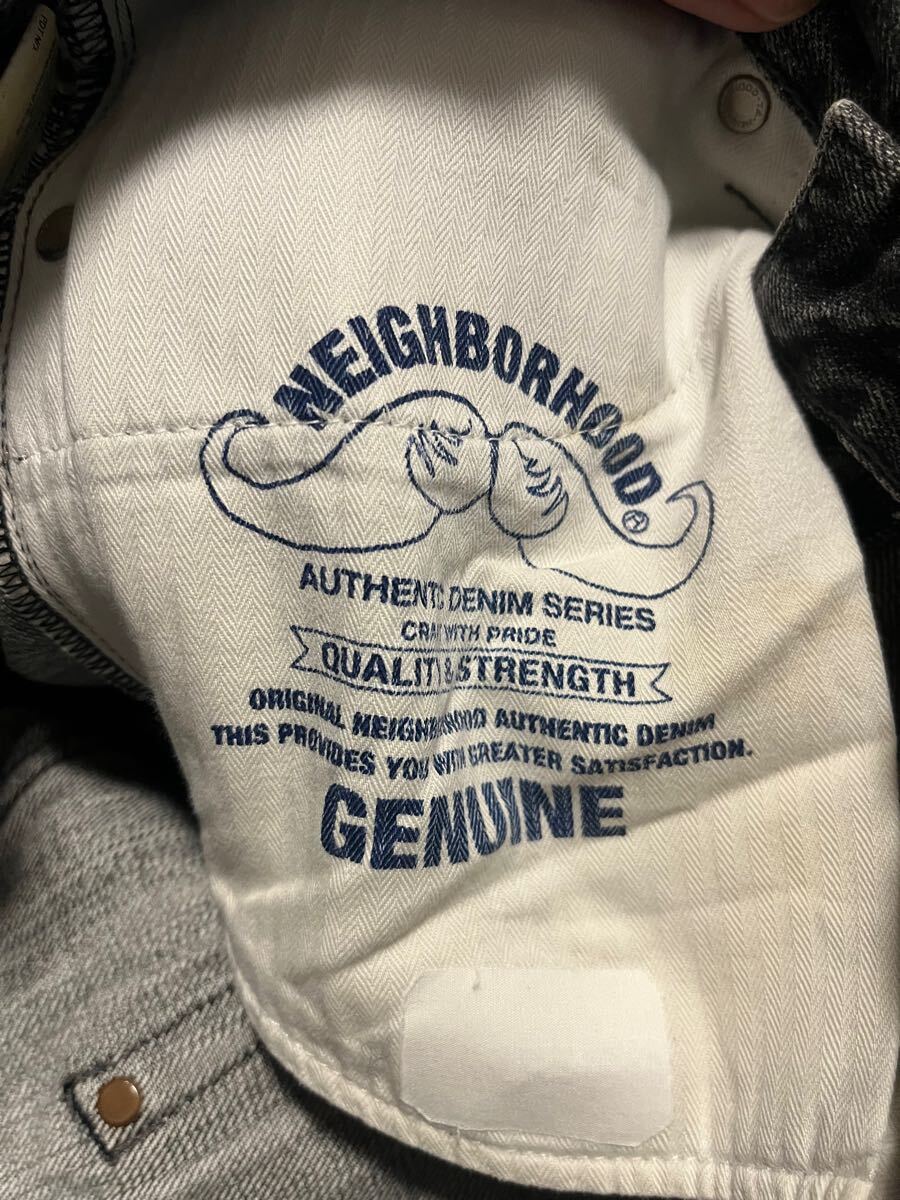 NEIGHBORHOOD®
AUTHENTIC DENIM SERIES
CRAFT WITH PRIDE
QUALITY & STRENGTH
ORIGINAL NEIGHBORHOOD AUTHENTIC DENIM
THIS PROVIDES YOU WITH GREATER SATISFACTION.
GENUINE